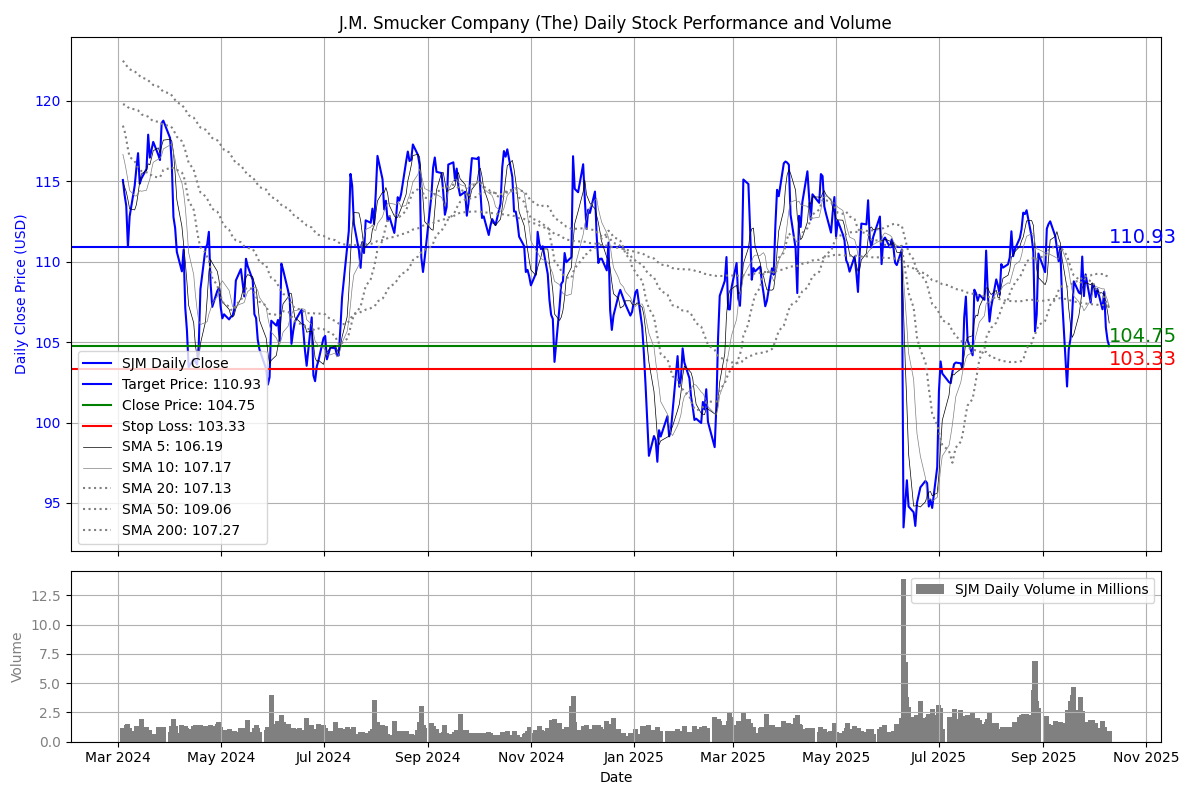 J.M. Smucker Company (The) Daily Stock Performance and Volume
Daily Close Price (USD)
120
115
110
105
100
95
110.93
104.75
103.33
SJM Daily Close
Target Price: 110.93
Close Price: 104.75
Stop Loss: 103.33
SMA 5: 106.19
SMA 10: 107.17
SMA 20: 107.13
SMA 50: 109.06
SMA 200: 107.27
Volume
12.5
10.0
7.5
5.0
2.5
0.0
SJM Daily Volume in Millions
Mar 2024 May 2024 Jul 2024 Sep 2024 Nov 2024 Jan 2025 Mar 2025 May 2025 Jul 2025 Sep 2025 Nov 2025
Date